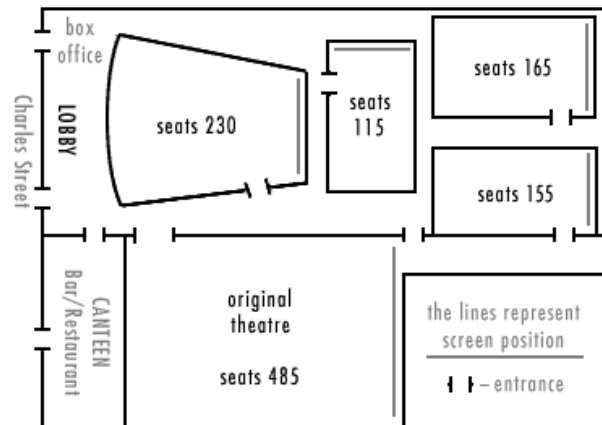 box
office
LOBBY
Charles Street
seats 230
seats
115
seats 165
seats 155
CANTEEN
Bar/Restaurant
original
theatre
seats 485
the lines represent
screen position
– entrance